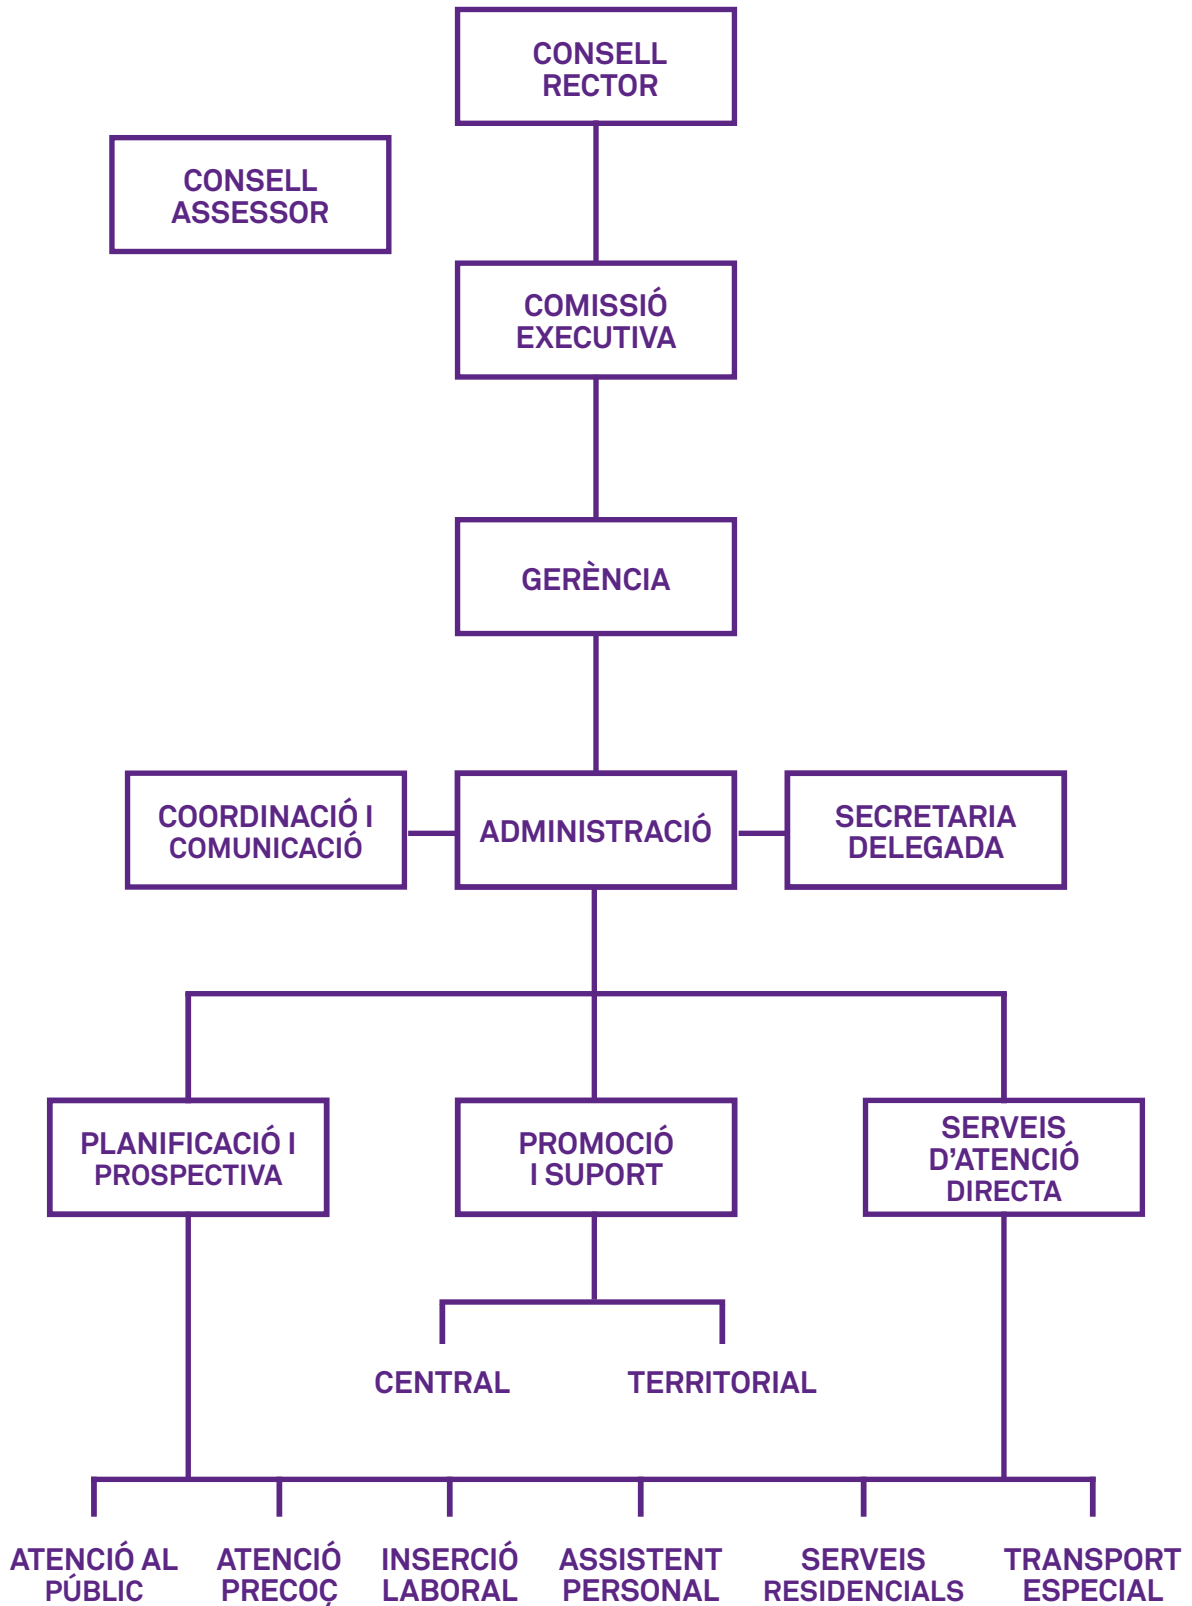 CONSELL
RECTOR
CONSELL
ASSESSOR
COMISSIÓ
EXECUTIVA
GERÈNCIA
COORDINACIÓ I
COMUNICACIÓ
ADMINISTRACIÓ
SECRETARIA
DELEGADA
PLANIFICACIÓ I
PROSPECTIVA
PROMOCIÓ
I SUPORT
SERVEIS
D’ATENCIÓ
DIRECTA
CENTRAL
TERRITORIAL
ATENCIÓ AL
PÚBLIC
ATENCIÓ
PRECOÇ
INSERCIÓ
LABORAL
ASSISTENT
PERSONAL
SERVEIS
RESIDENCIALS
TRANSPORT
ESPECIAL